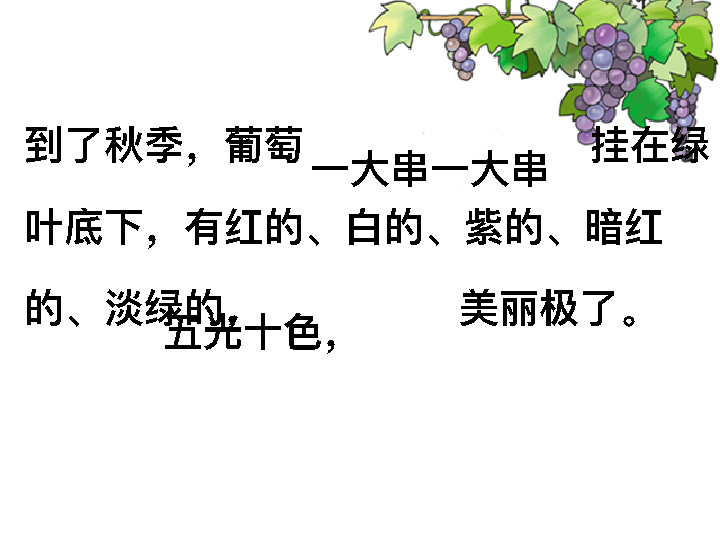 到了秋季，葡萄一大串一大串挂在绿
叶底下，有红的、白的、紫的、暗红
的、淡绿的，五光十色，美丽极了。